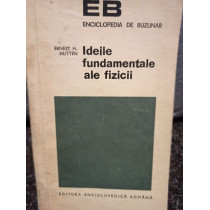 EB
ENCICLOPEDIA DE BUZUNAR
ERNEST H.
HUTTEN
Ideile
fundamentale
ale fizicii
EDITURA ENCICLOPEDICĂ ROMÂNĂ